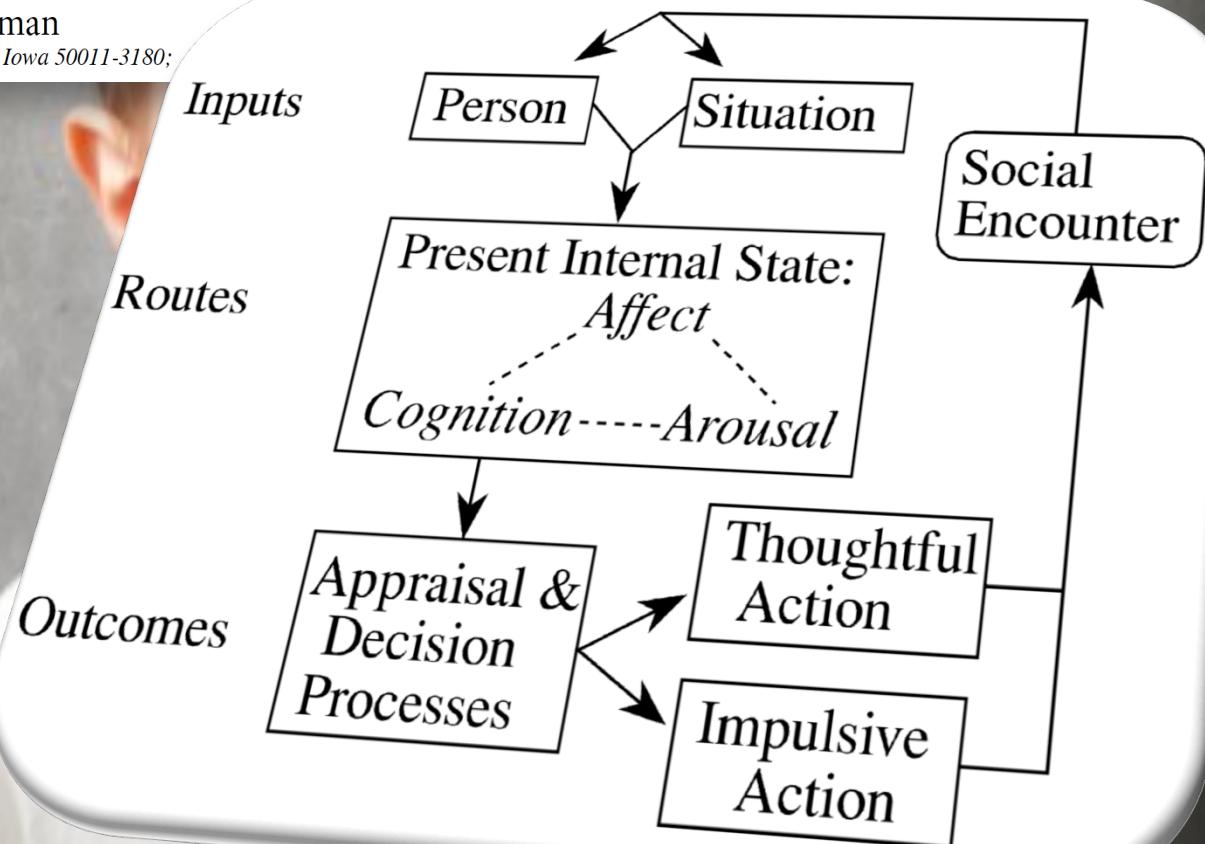 man
Iowa 50011-3180;
Inputs
Person
Situation
Social
Encounter
Routes
Present Internal State:
Affect
Cognition
Arousal
Outcomes
Appraisal &
Decision
Processes
Thoughtful
Action
Impulsive
Action